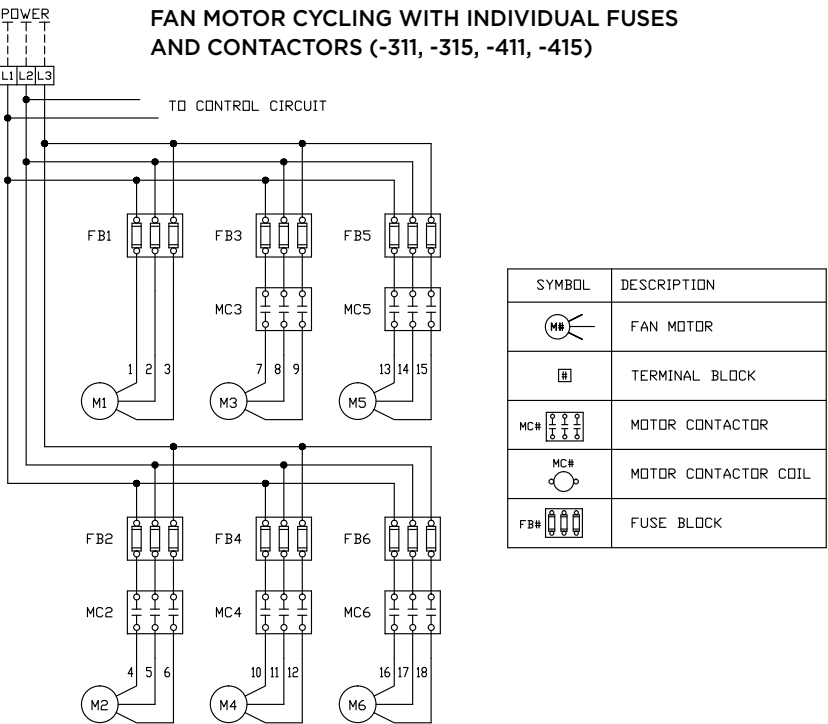 POWER
FAN MOTOR CYCLING WITH INDIVIDUAL FUSES
AND CONTACTORS (-311, -315, -411, -415)
L1 L2 L3
TO CONTROL CIRCUIT
FB1 FB3 FB5
MC3 MC5
1 2 3 7 8 9 13 14 15
M1 M3 M5
FB2 FB4 FB6
MC2 MC4 MC6
4 5 6 10 11 12 16 17 18
M2 M4 M6
SYMBOL DESCRIPTION
M# FAN MOTOR
# TERMINAL BLOCK
MC# MOTOR CONTACTOR
MC# MOTOR CONTACTOR COIL
FB# FUSE BLOCK